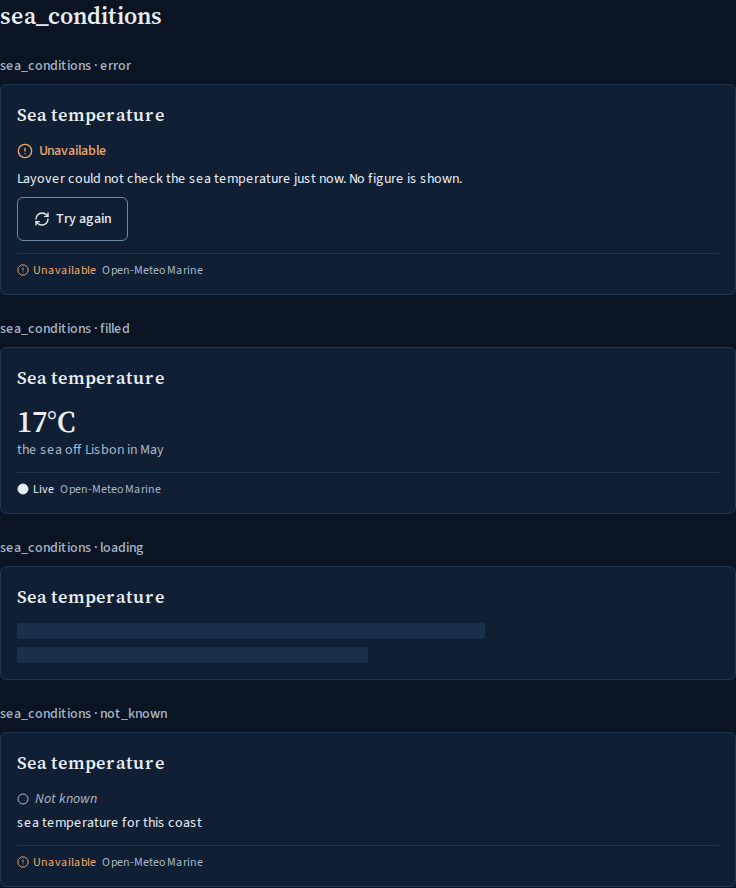 sea_conditions
sea_conditions · error
Sea temperature
Unavailable
Layover could not check the sea temperature just now. No figure is shown.
Try again
Unavailable Open-Meteo Marine
sea_conditions · filled
Sea temperature
17°C
the sea off Lisbon in May
Live Open-Meteo Marine
sea_conditions · loading
Sea temperature
sea_conditions · not_known
Sea temperature
Not known
sea temperature for this coast
Unavailable Open-Meteo Marine